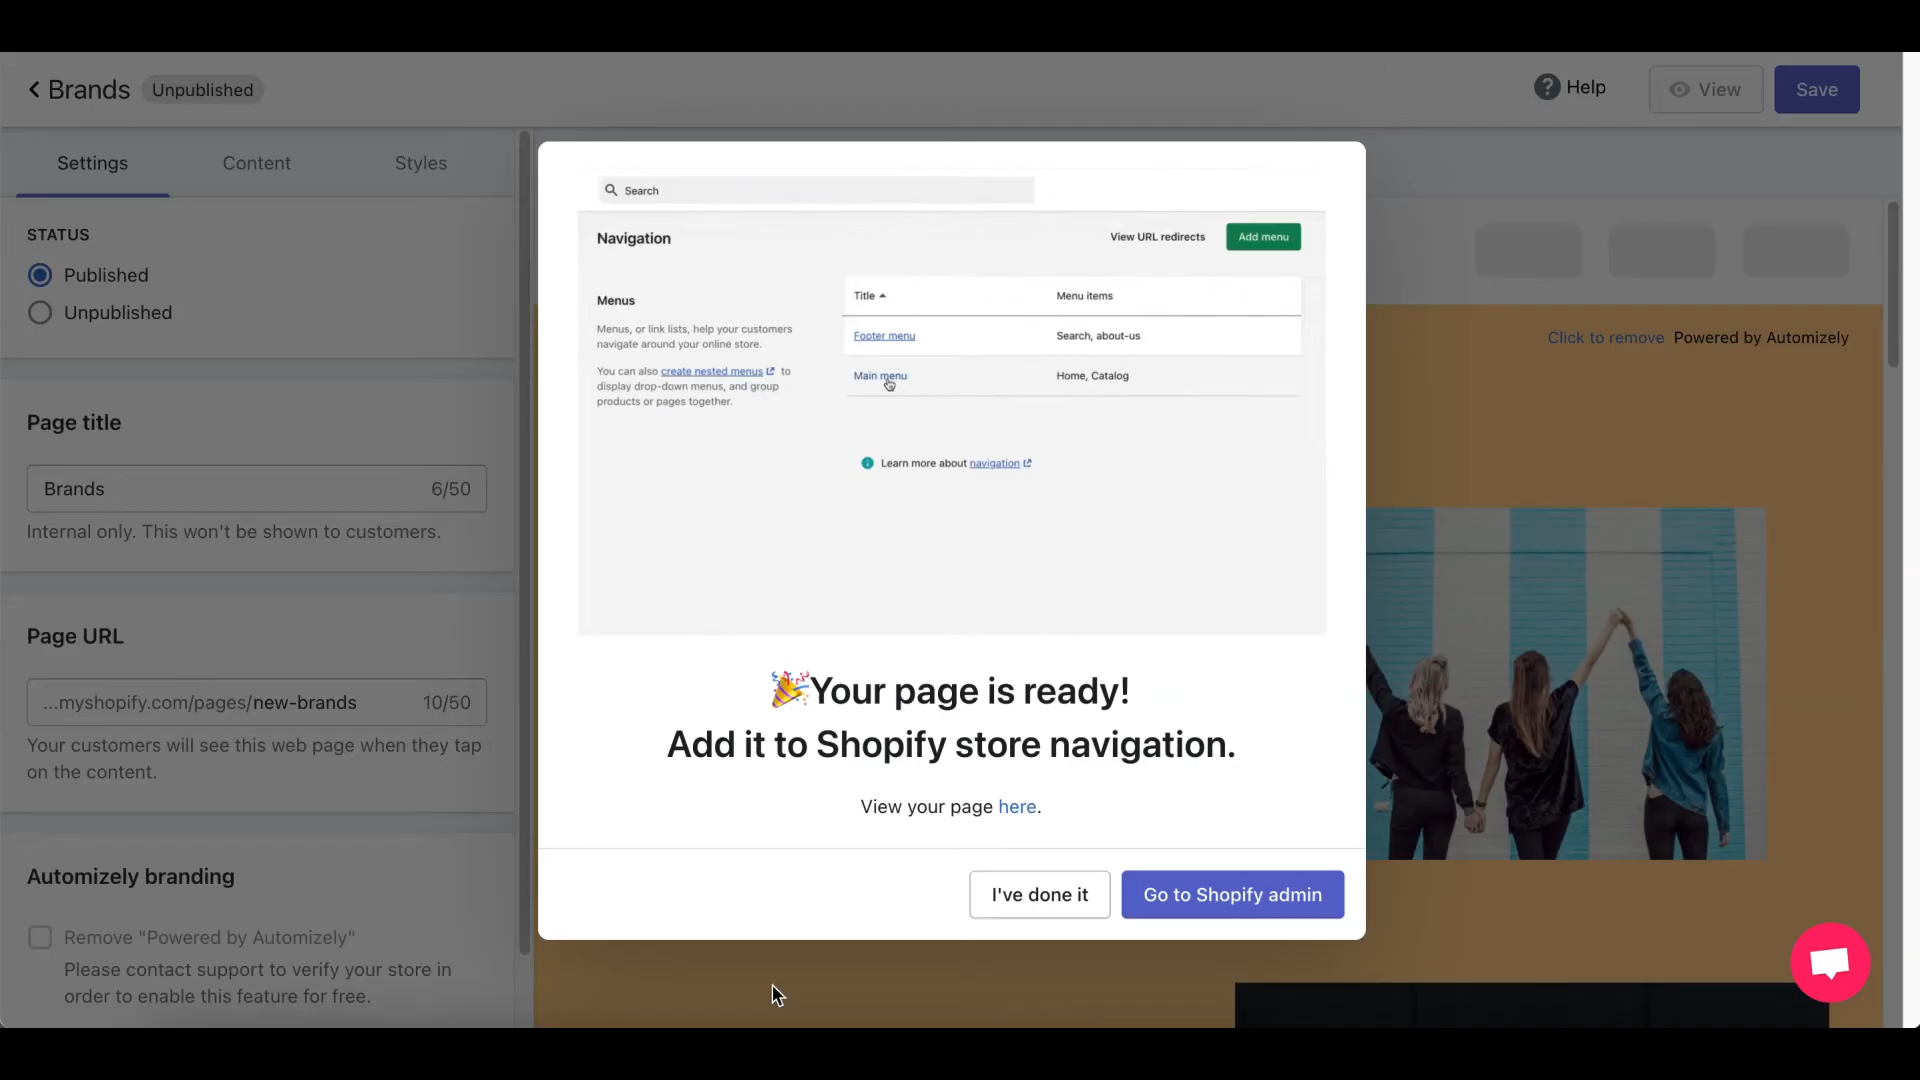 Brands Unpublished
Help
View
Save
Settings Content Styles
STATUS
Published
Unpublished
Page title
Brands 6/50
Internal only. This won't be shown to customers.
Page URL
...myshopify.com/pages/new-brands 10/50
Your customers will see this web page when they tap
on the content.
Automizely branding
Remove "Powered by Automizely"
Please contact support to verify your store in
order to enable this feature for free.
Search
Navigation
View URL redirects
Add menu
Menus
Menus, or link lists, help your customers
navigate around your online store.
You can also create nested menus to
display drop-down menus, and group
products or pages together.
Title Menu items
Footer menu Search, about-us
Main menu Home, Catalog
Learn more about navigation
🎉Your page is ready!
Add it to Shopify store navigation.
View your page here.
I've done it
Go to Shopify admin
Click to remove Powered by Automizely